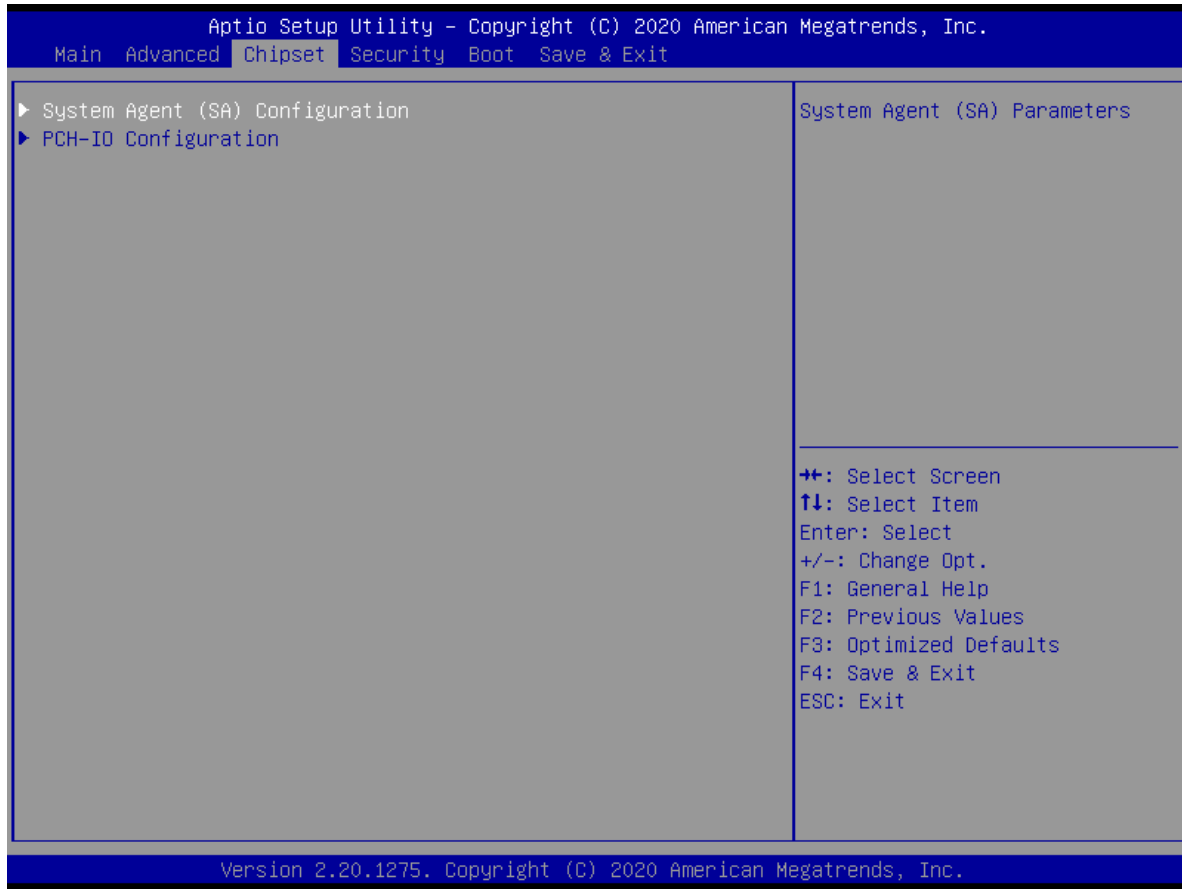 Aptio Setup Utility – Copyright (C) 2020 American Megatrends, Inc.
Main Advanced Chipset Security Boot Save & Exit
▶ System Agent (SA) Configuration
▶ PCH-IO Configuration
System Agent (SA) Parameters
→←: Select Screen
↑↓: Select Item
Enter: Select
+/-: Change Opt.
F1: General Help
F2: Previous Values
F3: Optimized Defaults
F4: Save & Exit
ESC: Exit
Version 2.20.1275. Copyright (C) 2020 American Megatrends, Inc.